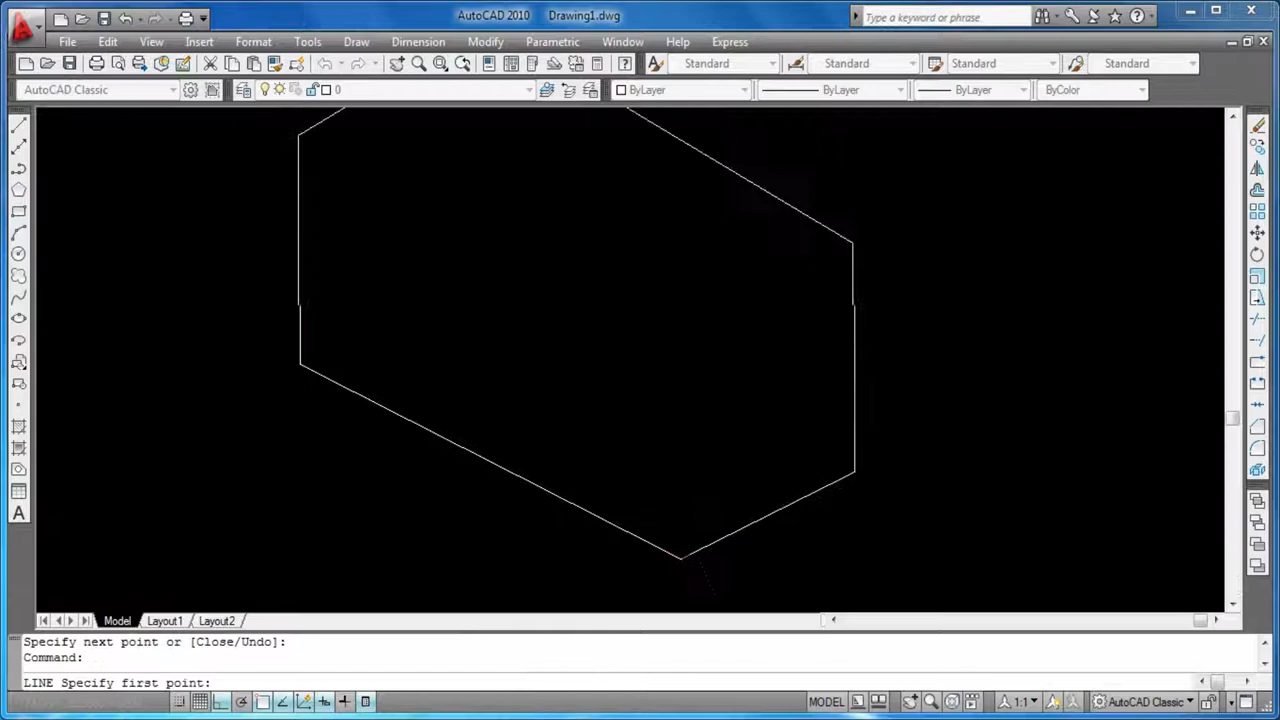 AutoCAD 2010 Drawing1.dwg
Type a keyword or phrase
File Edit View Insert Format Tools Draw Dimension Modify Parametric Window Help Express
Standard Standard Standard Standard
AutoCAD Classic 0 ByLayer ByLayer ByLayer ByColor
A
Model Layout1 Layout2
Specify next point or [Close/Undo]:
Command:
LINE Specify first point:
MODEL 1:1 AutoCAD Classic